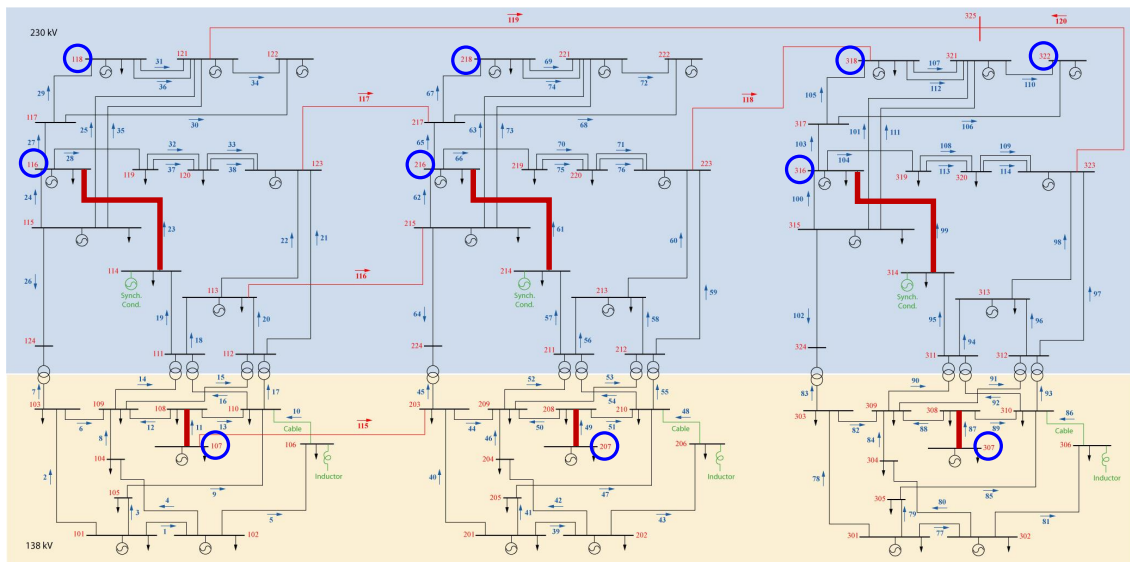 119 325 120
230 kV
118 31 121 122 218 69 221 222 318 107 321 322
36 34 74 72 112 110
29 25 35 30 67 63 73 68 105 101 111 106
117 117 217 118 317
27 28 32 33 65 66 70 71 103 104 108 109
116 37 38 123 216 75 76 223 316 113 114 323
119 120 219 220 319 320
24 62 100
115 23 22 21 215 61 60 315 99 98
26 114 116 64 214 59 102 314 97
Synch. Cond. 113 Synch. Cond. 213 Synch. Cond. 313
19 18 20 57 56 58 95 94 96
124 111 112 224 211 212 324 311 312
7 14 15 16 17 45 52 53 54 55 83 90 91 92 93
103 109 108 110 10 203 209 208 210 48 303 309 308 310 86
6 8 12 11 13 Cable 115 44 46 50 49 51 Cable 82 84 88 87 89 Cable
107 106 207 206 307 306
104 204 304
Inductor Inductor Inductor
2 105 9 40 205 47 78 305 85
3 4 5 41 42 43 79 80 81
101 1 102 201 39 202 301 77 302
138 kV